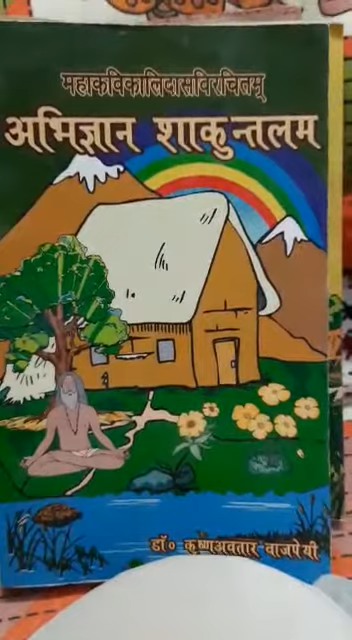 महाकविकालिदासविरचितम्
अभिज्ञान शाकुन्तलम
डॉ० कृष्णअवतार वाजपेयी